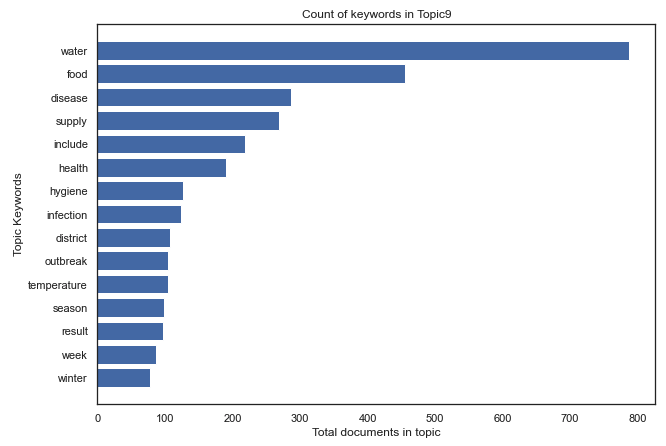 Count of keywords in Topic9
Topic Keywords
water
food
disease
supply
include
health
hygiene
infection
district
outbreak
temperature
season
result
week
winter
0 100 200 300 400 500 600 700 800
Total documents in topic